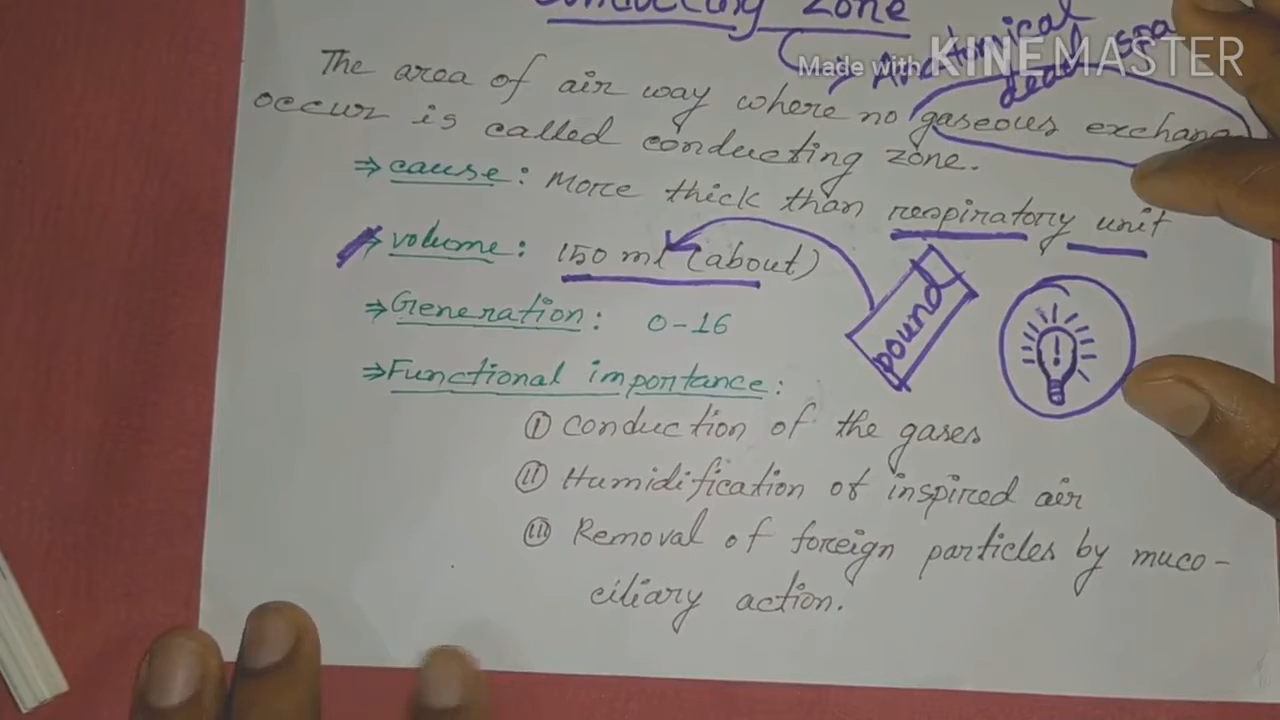 Conducting Zone
Anatomical
dead spa
Made with KINEMASTER
The area of air way where no gaseous exchang
occur is called conducting zone.
⇒ cause: More thick than respiratory unit
⇒ volume: 150 ml (about)
pound
⇒ Generation: 0-16
⇒ Functional importance:
(i) conduction of the gases
(ii) Humidification of inspired air
(iii) Removal of foreign particles by muco-
ciliary action.